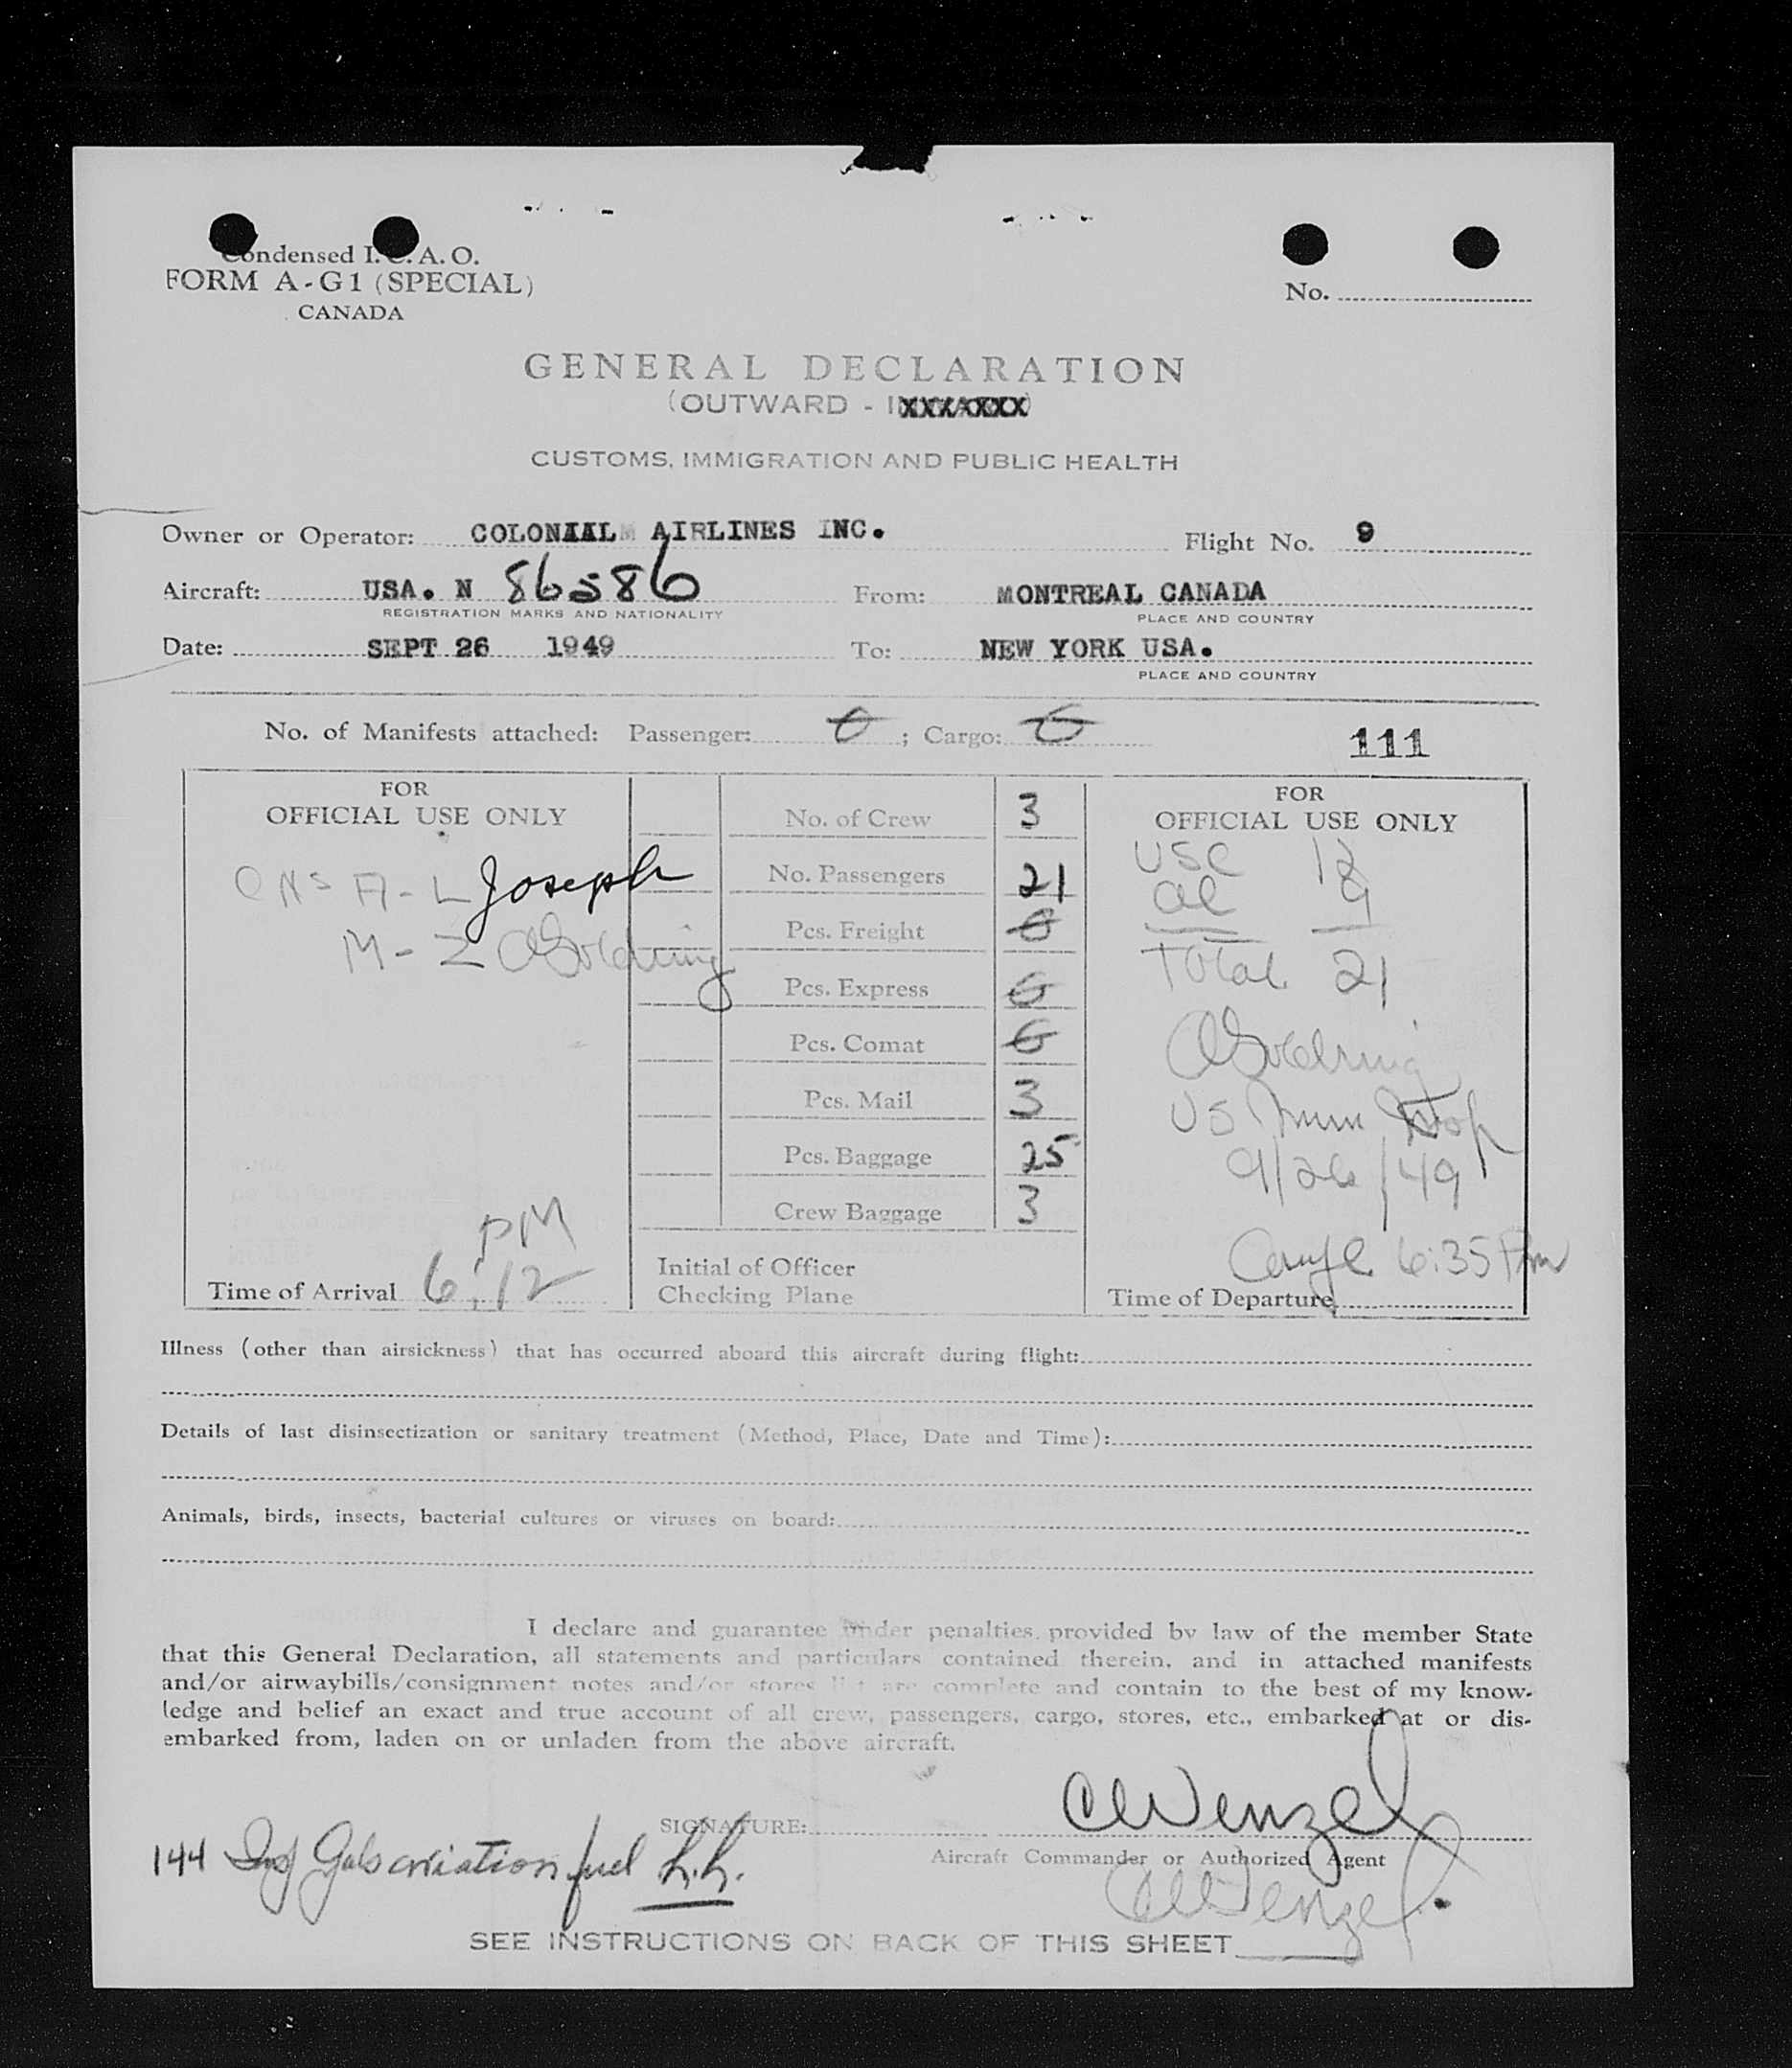 Condensed I.C.A.O.
FORM A-G1 (SPECIAL)
CANADA
No.
GENERAL DECLARATION
(OUTWARD - IXXXXXXX)
CUSTOMS, IMMIGRATION AND PUBLIC HEALTH
Owner or Operator: COLONIAL AIRLINES INC. Flight No. 9
Aircraft: USA. N 86586 From: MONTREAL CANADA
REGISTRATION MARKS AND NATIONALITY PLACE AND COUNTRY
Date: SEPT 26 1949 To: NEW YORK USA.
PLACE AND COUNTRY
No. of Manifests attached: Passenger: 0 ; Cargo: 0 111
FOR
OFFICIAL USE ONLY
A-L Joseph
M-Z Goldring
PM
Time of Arrival 6:12
No. of Crew 3
No. Passengers 21
Pcs. Freight 0
Pcs. Express 0
Pcs. Comat 0
Pcs. Mail 3
Pcs. Baggage 25
Crew Baggage 3
Initial of Officer
Checking Plane
FOR
OFFICIAL USE ONLY
USC 12
al 9
Total 21
Goldring
US Imm Insp
9/26/49
6:35 Pm
Time of Departure
Illness (other than airsickness) that has occurred aboard this aircraft during flight:
Details of last disinsectization or sanitary treatment (Method, Place, Date and Time):
Animals, birds, insects, bacterial cultures or viruses on board:
I declare and guarantee under penalties provided by law of the member State
that this General Declaration, all statements and particulars contained therein, and in attached manifests
and/or airwaybills/consignment notes and/or stores list are complete and contain to the best of my know-
ledge and belief an exact and true account of all crew, passengers, cargo, stores, etc., embarked at or dis-
embarked from, laden on or unladen from the above aircraft.
SIGNATURE: CWenzel
Aircraft Commander or Authorized Agent
144 Gals aviation fuel h.h.
CWenzel
SEE INSTRUCTIONS ON BACK OF THIS SHEET